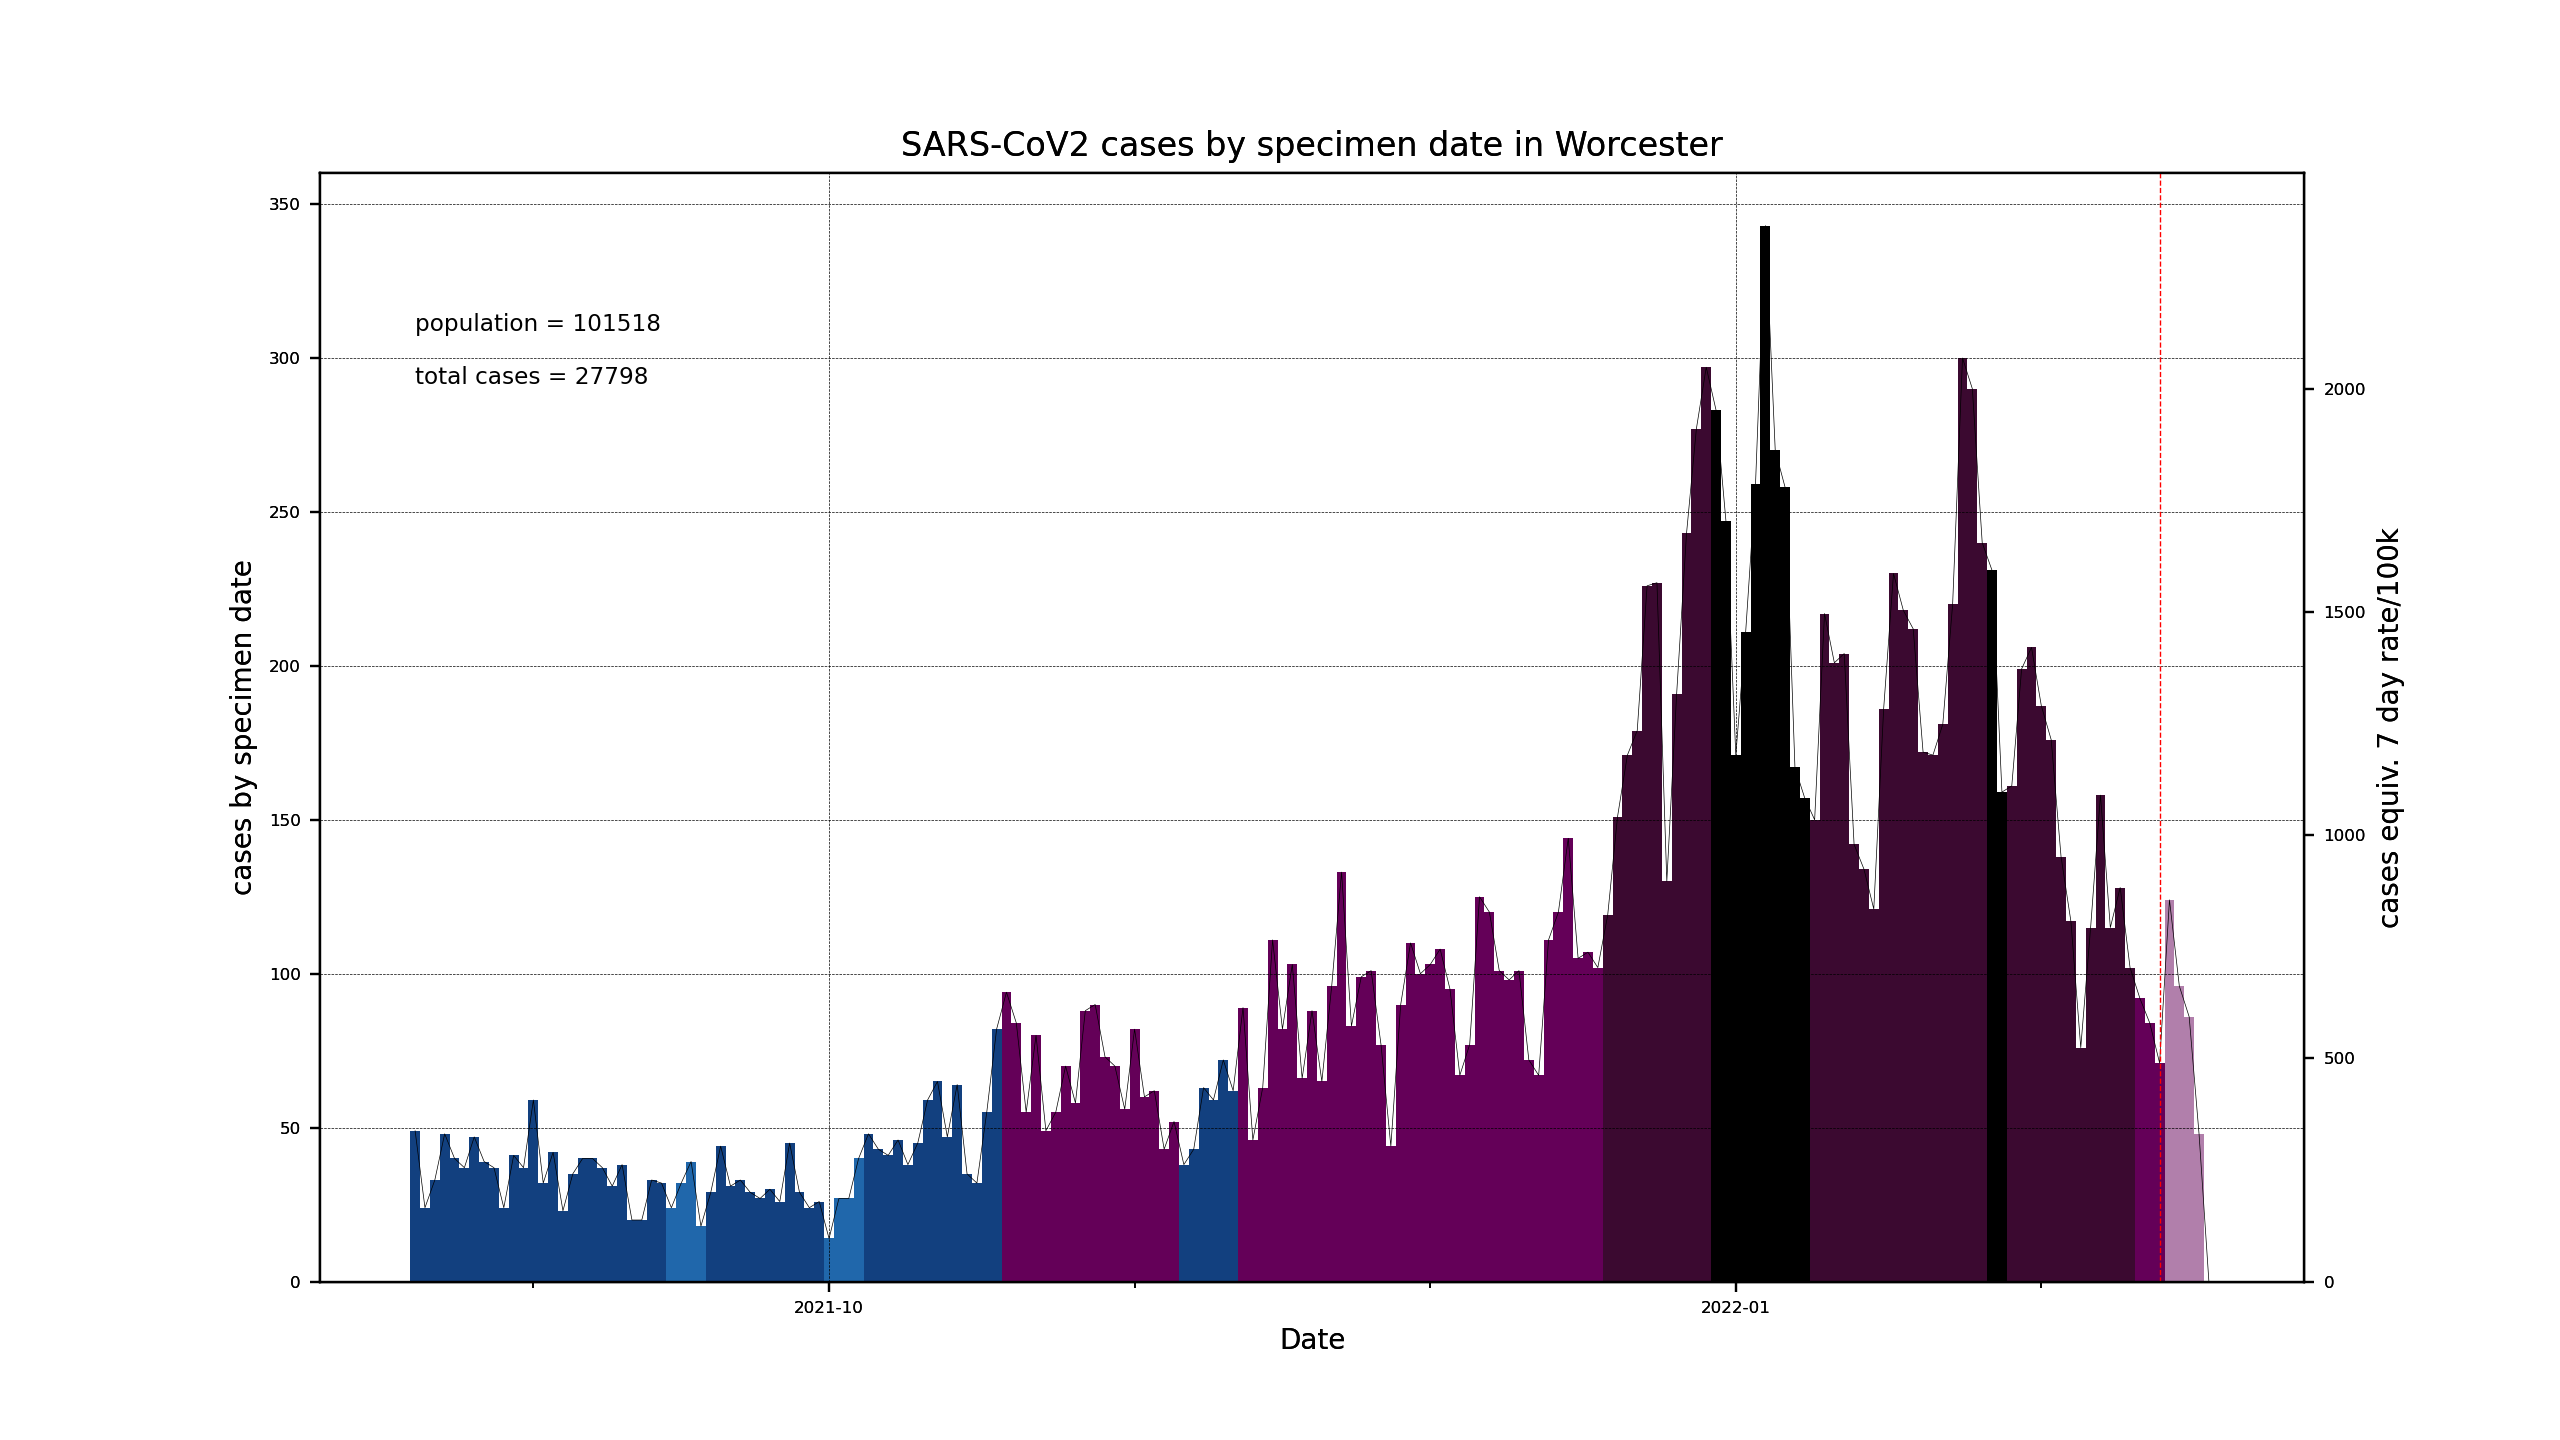 SARS-CoV2 cases by specimen date in Worcester
350
300
250
200
150
100
50
0
cases by specimen date
population = 101518
total cases = 27798
2000
1500
1000
500
0
cases equiv. 7 day rate/100k
2021-10
2022-01
Date